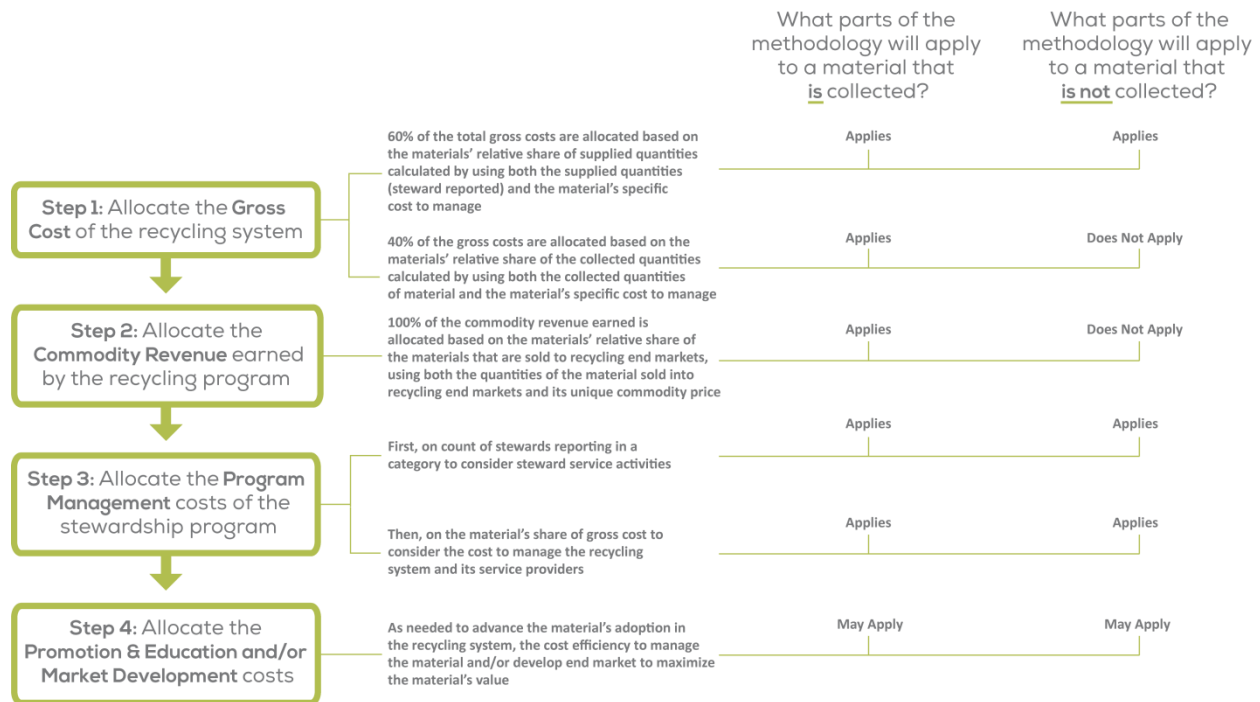 What parts of the
methodology will apply
to a material that
is collected?
What parts of the
methodology will apply
to a material that
is not collected?
60% of the total gross costs are allocated based on
the materials' relative share of supplied quantities
calculated by using both the supplied quantities
(steward reported) and the material's specific
cost to manage
Applies
Applies
Step 1: Allocate the Gross
Cost of the recycling system
40% of the gross costs are allocated based on the
materials' relative share of the collected quantities
calculated by using both the collected quantities
of material and the material's specific cost to manage
Applies
Does Not Apply
Step 2: Allocate the
Commodity Revenue earned
by the recycling program
100% of the commodity revenue earned is
allocated based on the materials' relative share of
the materials that are sold to recycling end markets,
using both the quantities of the material sold into
recycling end markets and its unique commodity price
Applies
Does Not Apply
Step 3: Allocate the Program
Management costs of the
stewardship program
First, on count of stewards reporting in a
category to consider steward service activities
Applies
Applies
Then, on the material's share of gross cost to
consider the cost to manage the recycling
system and its service providers
Applies
Applies
Step 4: Allocate the
Promotion & Education and/or
Market Development costs
As needed to advance the material's adoption in
the recycling system, the cost efficiency to manage
the material and/or develop end market to maximize
the material's value
May Apply
May Apply